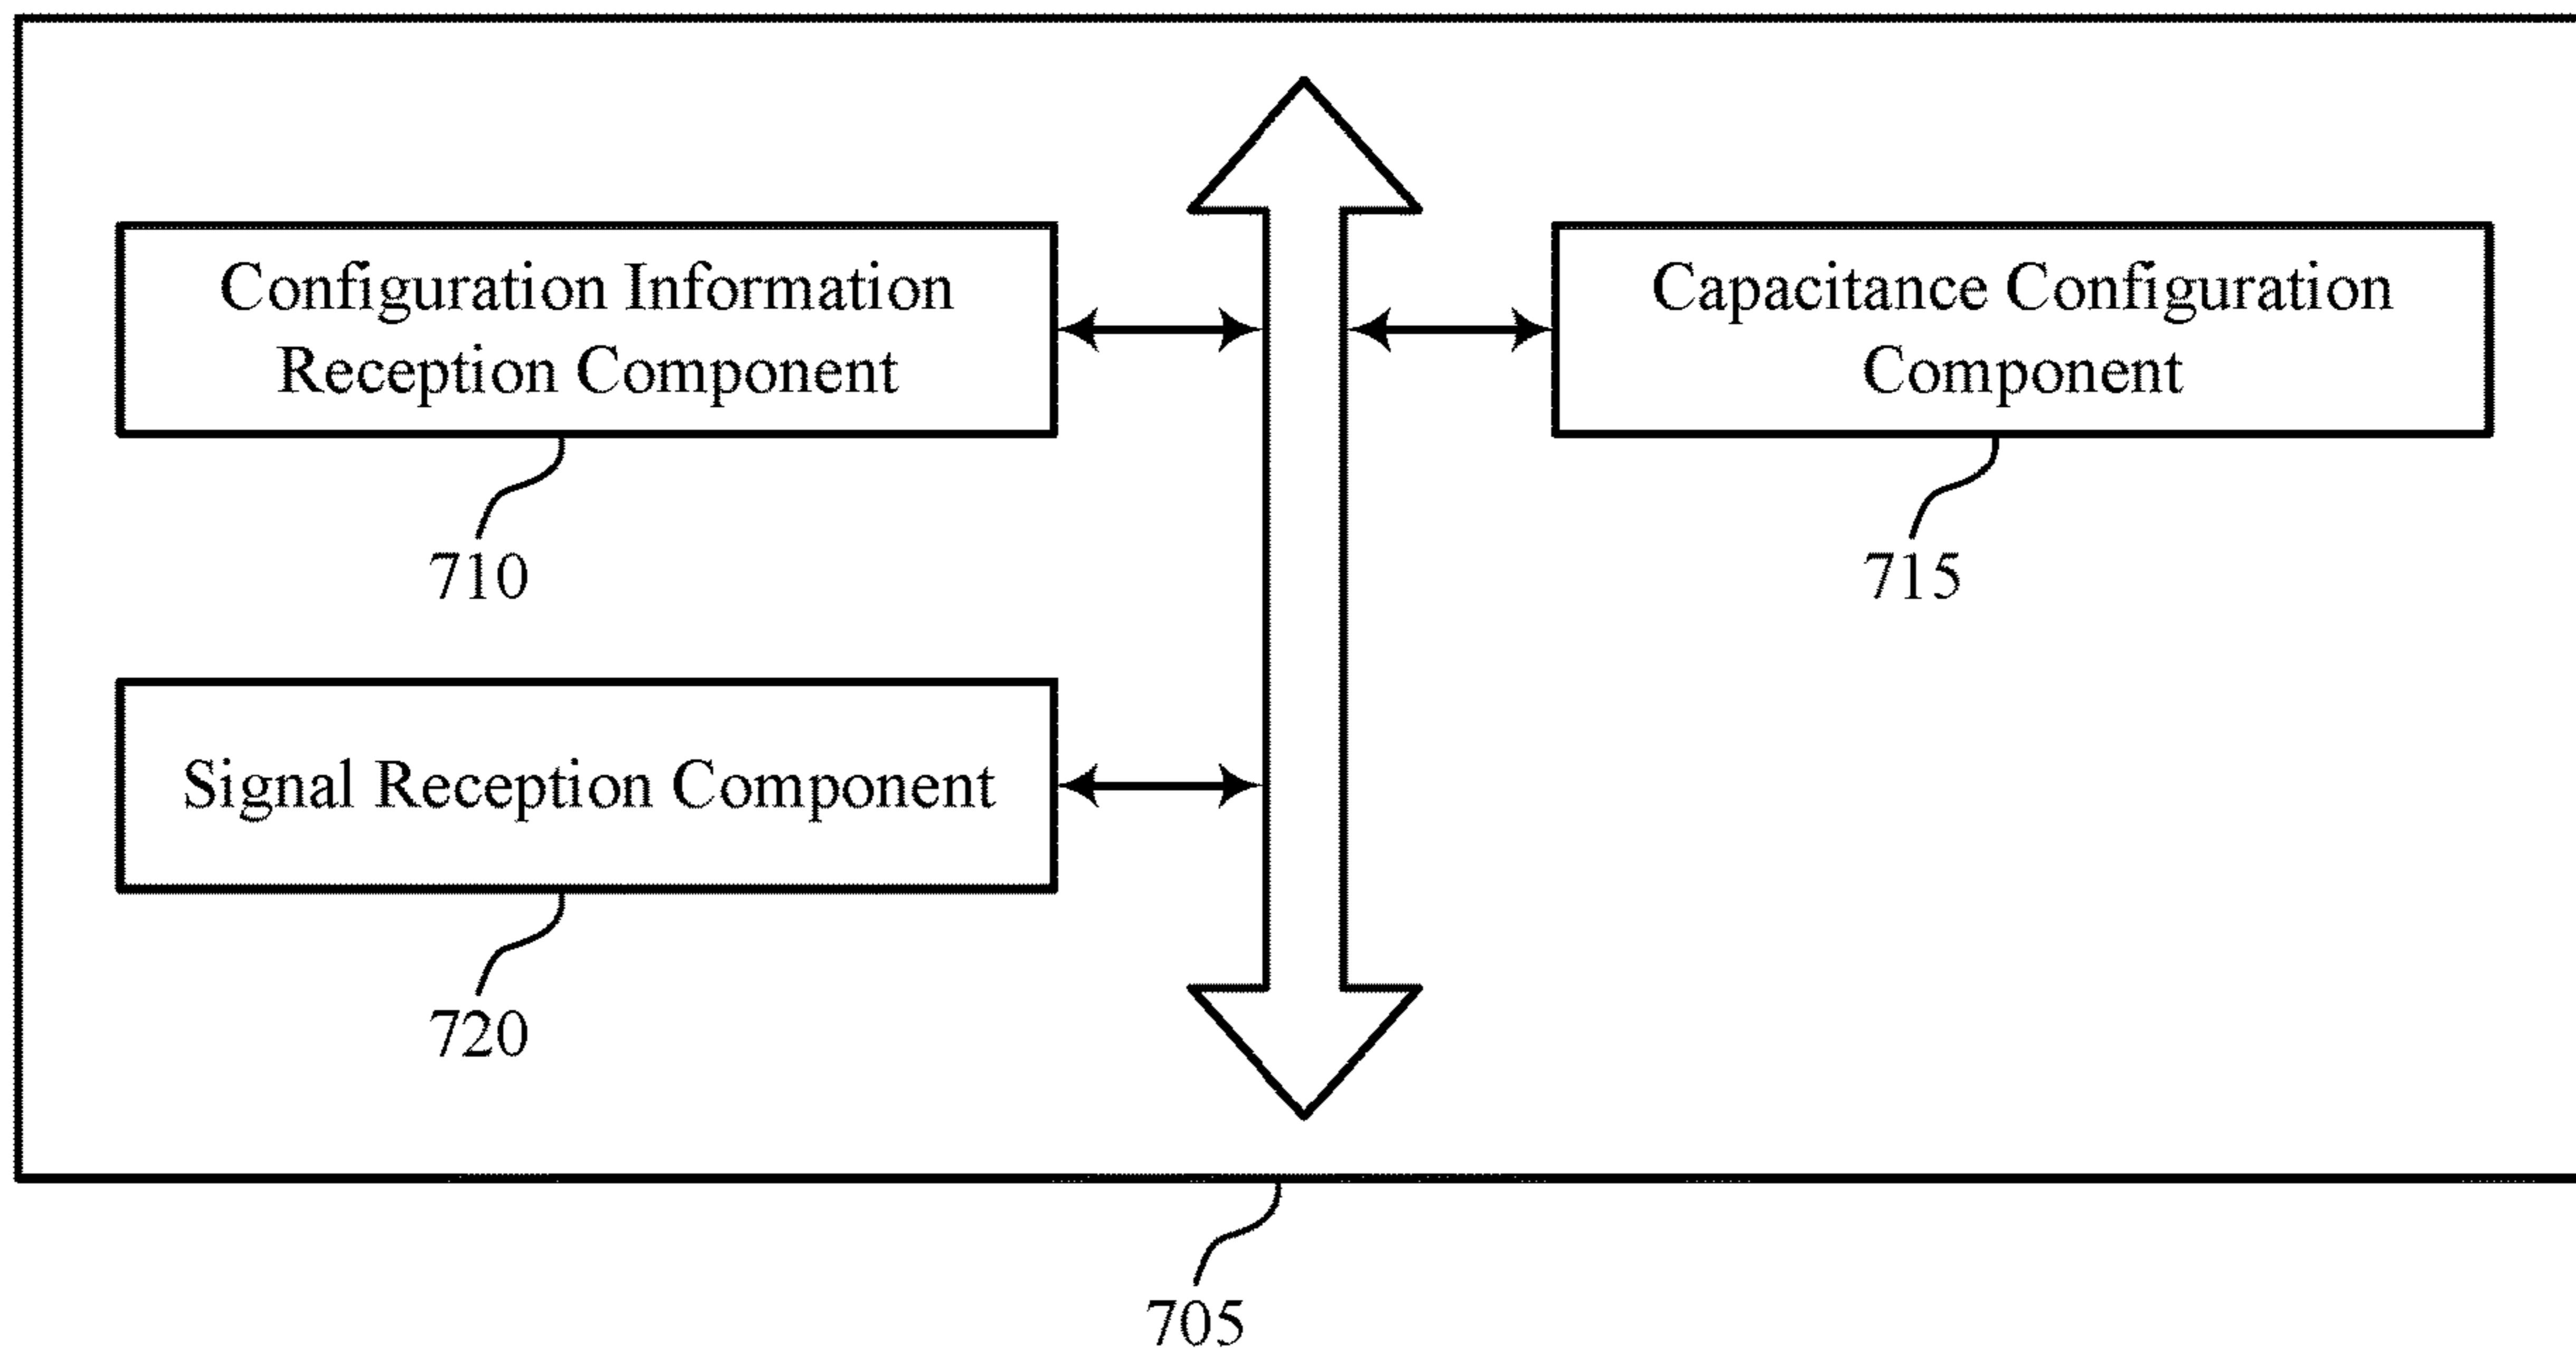 Configuration Information
Reception Component
710
Capacitance Configuration
Component
715
Signal Reception Component
720
705